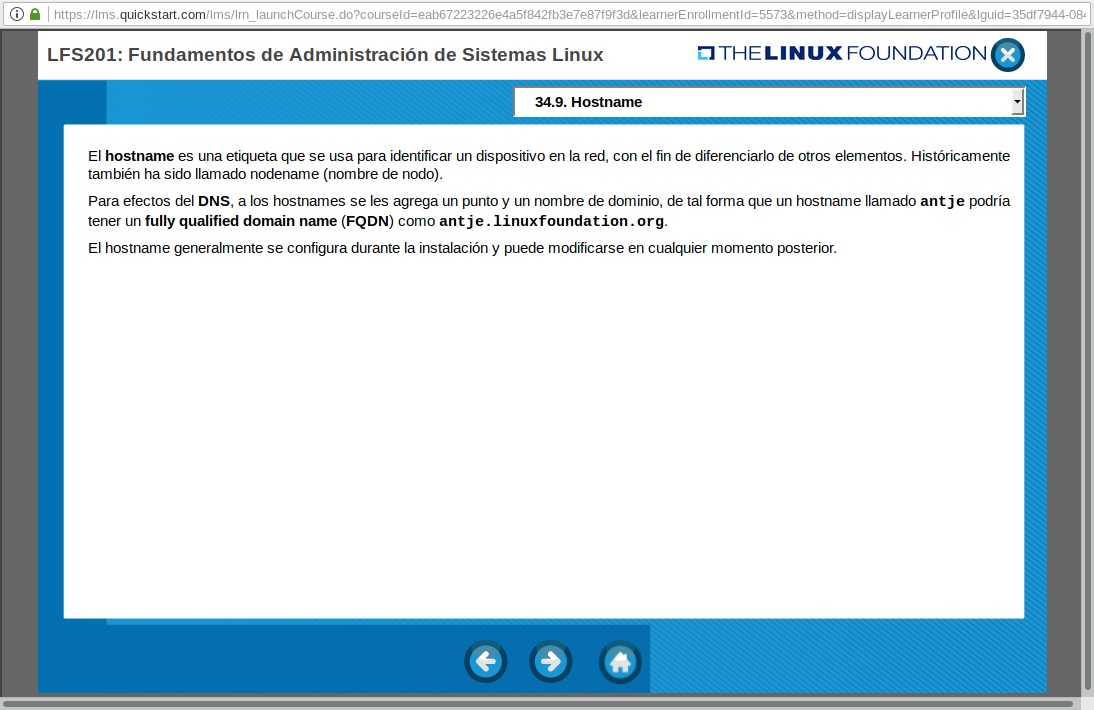 https://lms.quickstart.com/lms/lrn_launchCourse.do?courseId=eab67223226e4a5f842fb3e7e87f9f3d&learnerEnrollmentId=5573&method=displayLearnerProfile&lguid=35df7944-084
LFS201: Fundamentos de Administración de Sistemas Linux
THE LINUX FOUNDATION
34.9. Hostname
El hostname es una etiqueta que se usa para identificar un dispositivo en la red, con el fin de diferenciarlo de otros elementos. Históricamente
también ha sido llamado nodename (nombre de nodo).
Para efectos del DNS, a los hostnames se les agrega un punto y un nombre de dominio, de tal forma que un hostname llamado antje podría
tener un fully qualified domain name (FQDN) como antje.linuxfoundation.org.
El hostname generalmente se configura durante la instalación y puede modificarse en cualquier momento posterior.